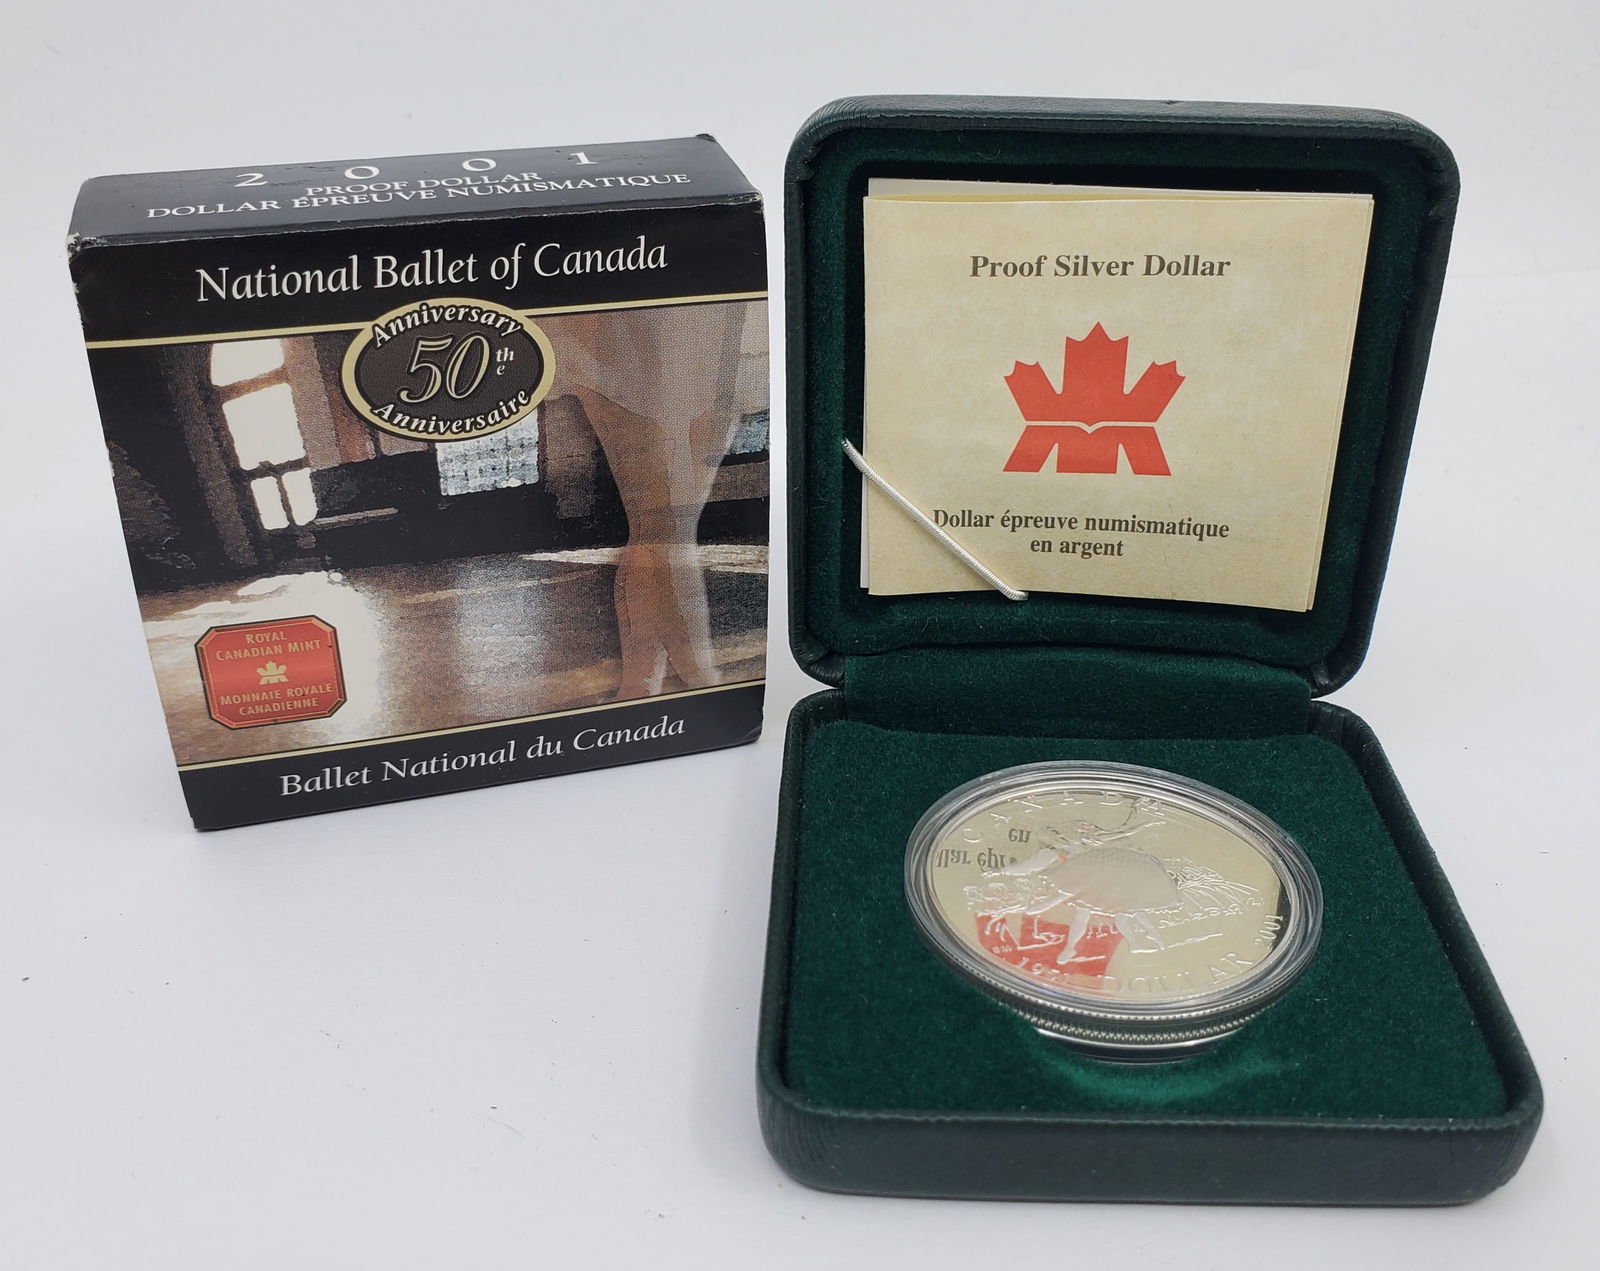 2 0 0 1
PROOF DOLLAR
DOLLAR ÉPREUVE NUMISMATIQUE
National Ballet of Canada
Anniversary
50th
e
Anniversaire
ROYAL
CANADIAN MINT
MONNAIE ROYALE
CANADIENNE
Ballet National du Canada
Proof Silver Dollar
Dollar épreuve numismatique
en argent
CANADA
SM
DOLLAR 2001